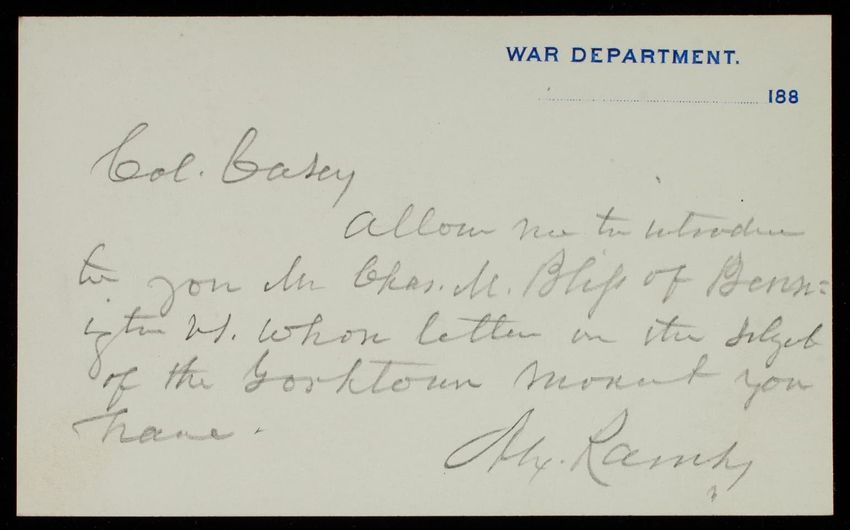 WAR DEPARTMENT.
188
Col. Casey
Allow me to introduce
to you Mr Chas. M. Bliss of Benn=
ington Vt. whose letter on the subject
of the Yorktown Monument you
have.
Alx. Ramsey